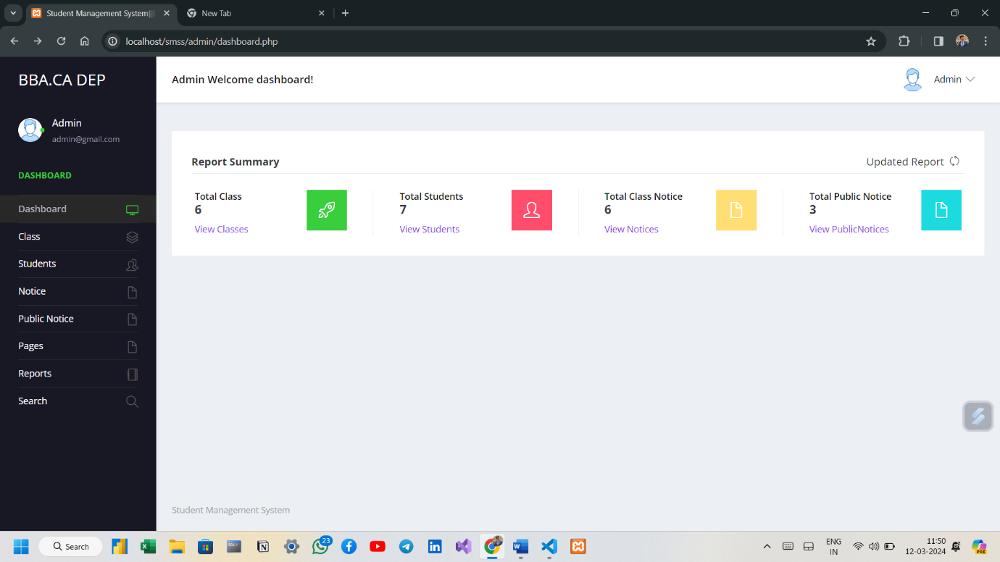 Student Management System|||
New Tab
localhost/smss/admin/dashboard.php
BBA.CA DEP
Admin
admin@gmail.com
DASHBOARD
Dashboard
Class
Students
Notice
Public Notice
Pages
Reports
Search
Admin Welcome dashboard!
Admin
Report Summary
Updated Report
Total Class
6
View Classes
Total Students
7
View Students
Total Class Notice
6
View Notices
Total Public Notice
3
View PublicNotices
Student Management System
Search
23
ENG
IN
11:50
12-03-2024
PRE